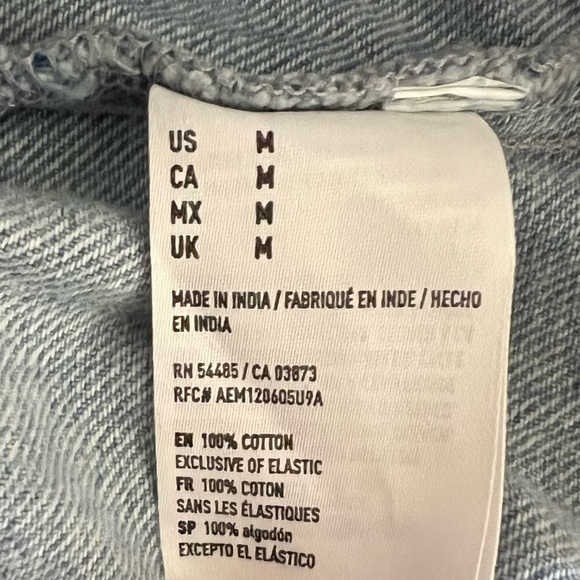 US M
CA M
MX M
UK M
MADE IN INDIA / FABRIQUÉ EN INDE / HECHO
EN INDIA
RN 54485 / CA 03873
RFC# AEM120605U9A
EN 100% COTTON
EXCLUSIVE OF ELASTIC
FR 100% COTON
SANS LES ÉLASTIQUES
SP 100% algodón
EXCEPTO EL ELÁSTICO